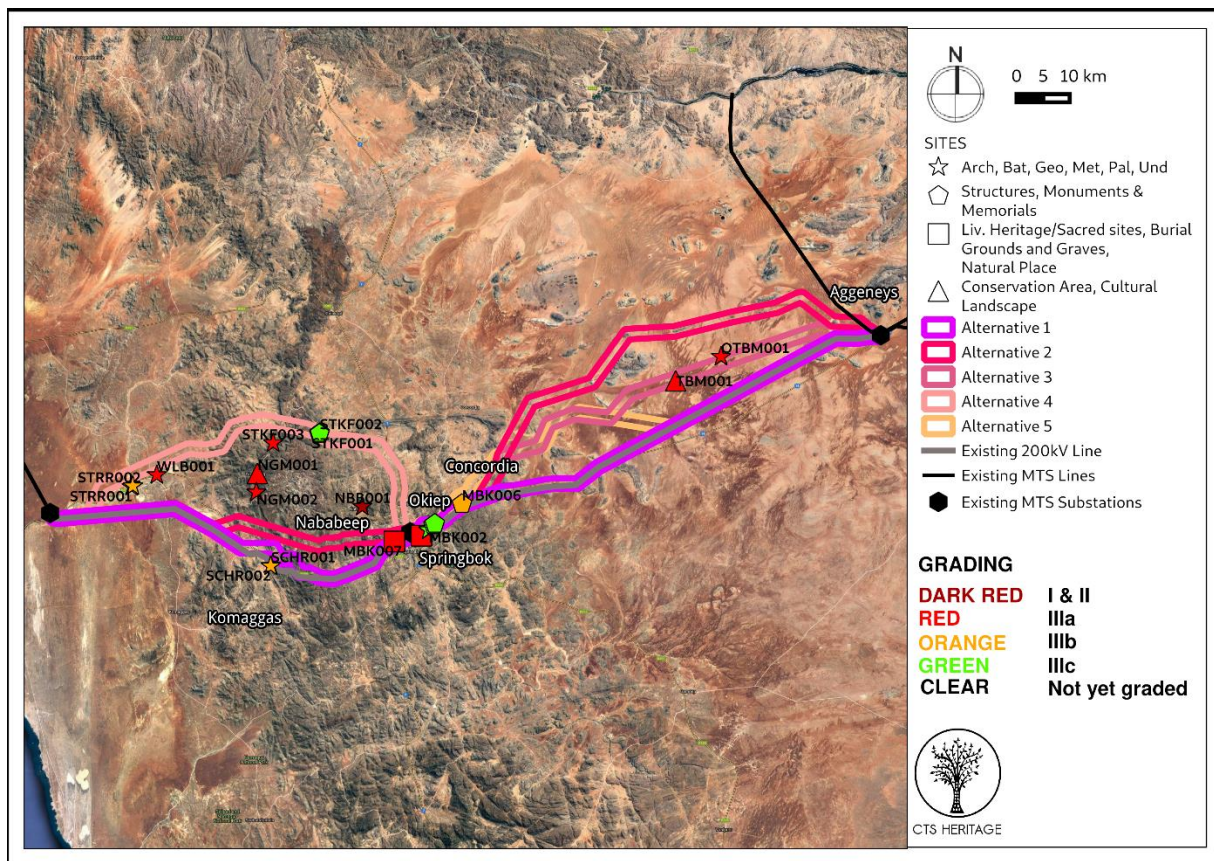 N
0 5 10 km
SITES
Arch, Bat, Geo, Met, Pal, Und
Structures, Monuments &
Memorials
Liv. Heritage/Sacred sites, Burial
Grounds and Graves,
Natural Place
Conservation Area, Cultural
Landscape
Alternative 1
Alternative 2
Alternative 3
Alternative 4
Alternative 5
Existing 200kV Line
Existing MTS Lines
Existing MTS Substations
GRADING
DARK RED I & II
RED IIIa
ORANGE IIIb
GREEN IIIc
CLEAR Not yet graded
CTS HERITAGE
Aggeneys
QTBM001
TBM001
STKF002
STKF003
STKF001
WLB001
NGM001
STRR002
STRR001
NGM002
NBB001
Concordia
MBK006
Okiep
Nababeep
MBK002
MBK007
Springbok
SCHR001
SCHR002
Komaggas